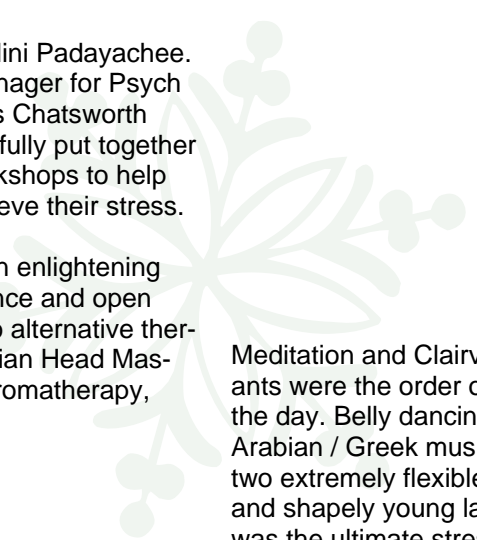 lini Padayachee.
nager for Psych
s Chatsworth
fully put together
kshops to help
eve their stress.
n enlightening
nce and open
o alternative ther-
ian Head Mas-
romatherapy,
Meditation and Clairv
ants were the order o
the day. Belly dancin
Arabian / Greek mus
two extremely flexible
and shapely young la
was the ultimate stre